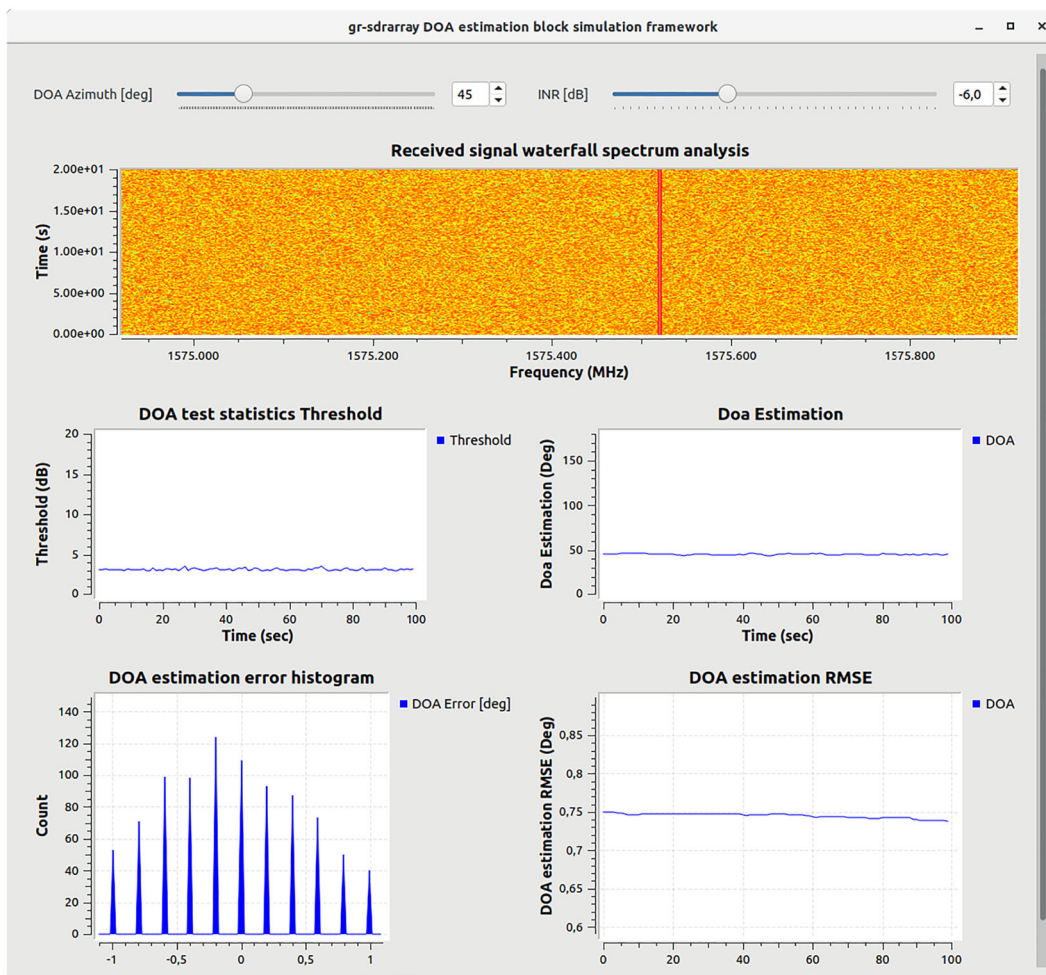 gr-sdrarray DOA estimation block simulation framework
DOA Azimuth [deg] 45 INR [dB] -6,0
Received signal waterfall spectrum analysis
Time (s)
2.00e+01
1.50e+01
1.00e+01
5.00e+00
0.00e+00
1575.000 1575.200 1575.400 1575.600 1575.800
Frequency (MHz)
DOA test statistics Threshold
Threshold
Threshold (dB)
20
15
10
5
0
0 20 40 60 80 100
Time (sec)
Doa Estimation
DOA
Doa Estimation (Deg)
150
100
50
0
0 20 40 60 80 100
Time (sec)
DOA estimation error histogram
DOA Error [deg]
Count
140
120
100
80
60
40
20
0
-1 -0,5 0 0,5 1
DOA estimation RMSE
DOA
DOA estimation RMSE (Deg)
0,85
0,8
0,75
0,7
0,65
0,6
0 20 40 60 80 100